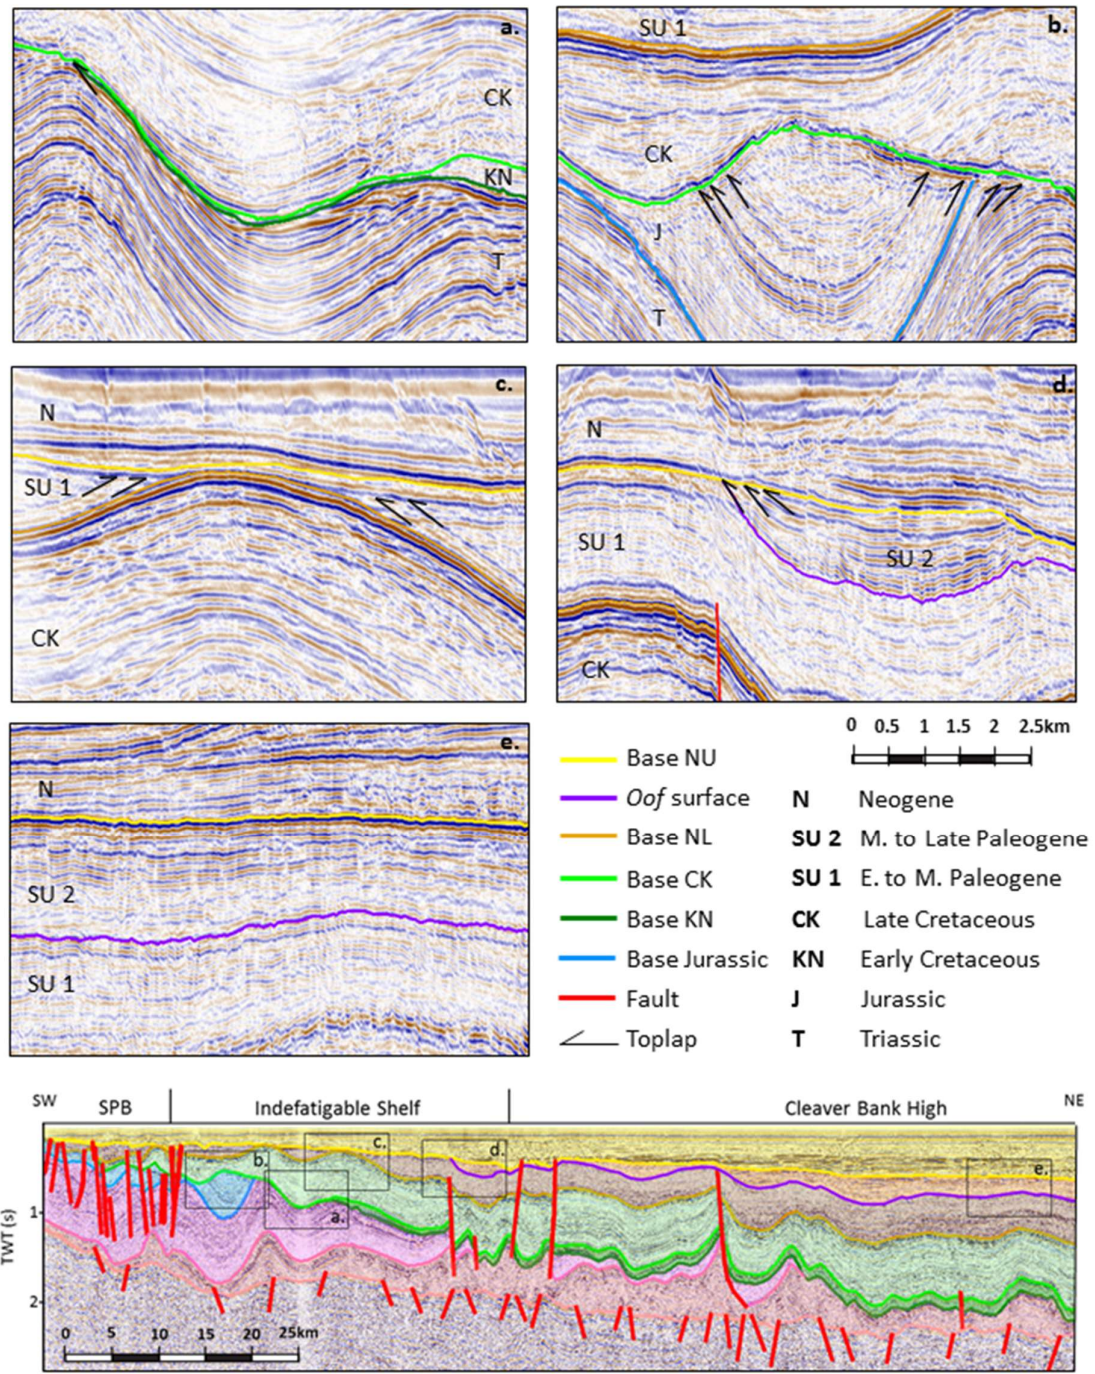 a.
CK
KN
T
b.
SU 1
CK
J
T
c.
N
SU 1
CK
d.
N
SU 1
SU 2
CK
e.
N
SU 2
SU 1
0 0.5 1 1.5 2 2.5km
Base NU
Oof surface
Base NL
Base CK
Base KN
Base Jurassic
Fault
Toplap
N Neogene
SU 2 M. to Late Paleogene
SU 1 E. to M. Paleogene
CK Late Cretaceous
KN Early Cretaceous
J Jurassic
T Triassic
SW SPB Indefatigable Shelf Cleaver Bank High NE
c.
d.
b.
e.
a.
TWT (s)
1
2
0 5 10 15 20 25km